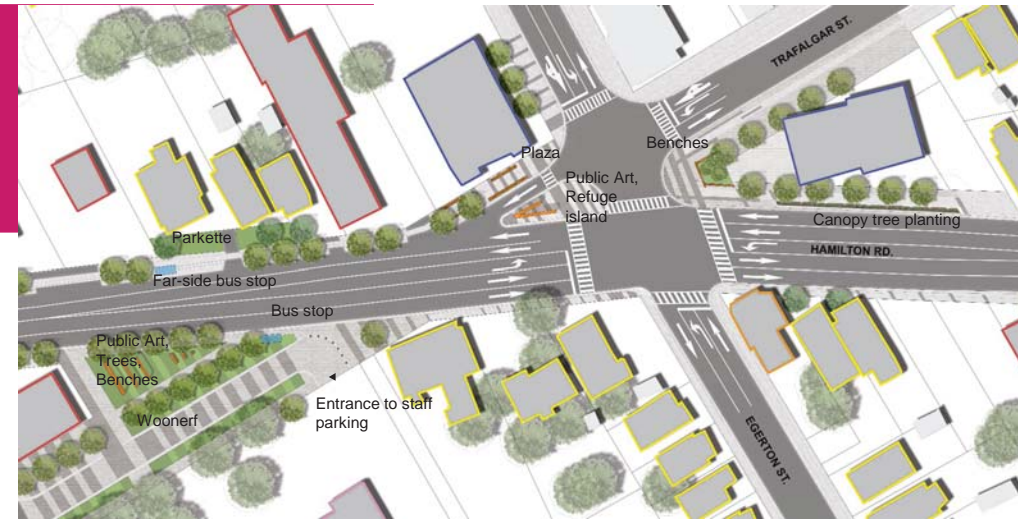 TRAFALGAR ST.
Benches
Plaza
Public Art,
Refuge
island
Canopy tree planting
HAMILTON RD.
Parkette
Far-side bus stop
Bus stop
Public Art,
Trees,
Benches
Woonerf
Entrance to staff
parking
EGERTON ST.